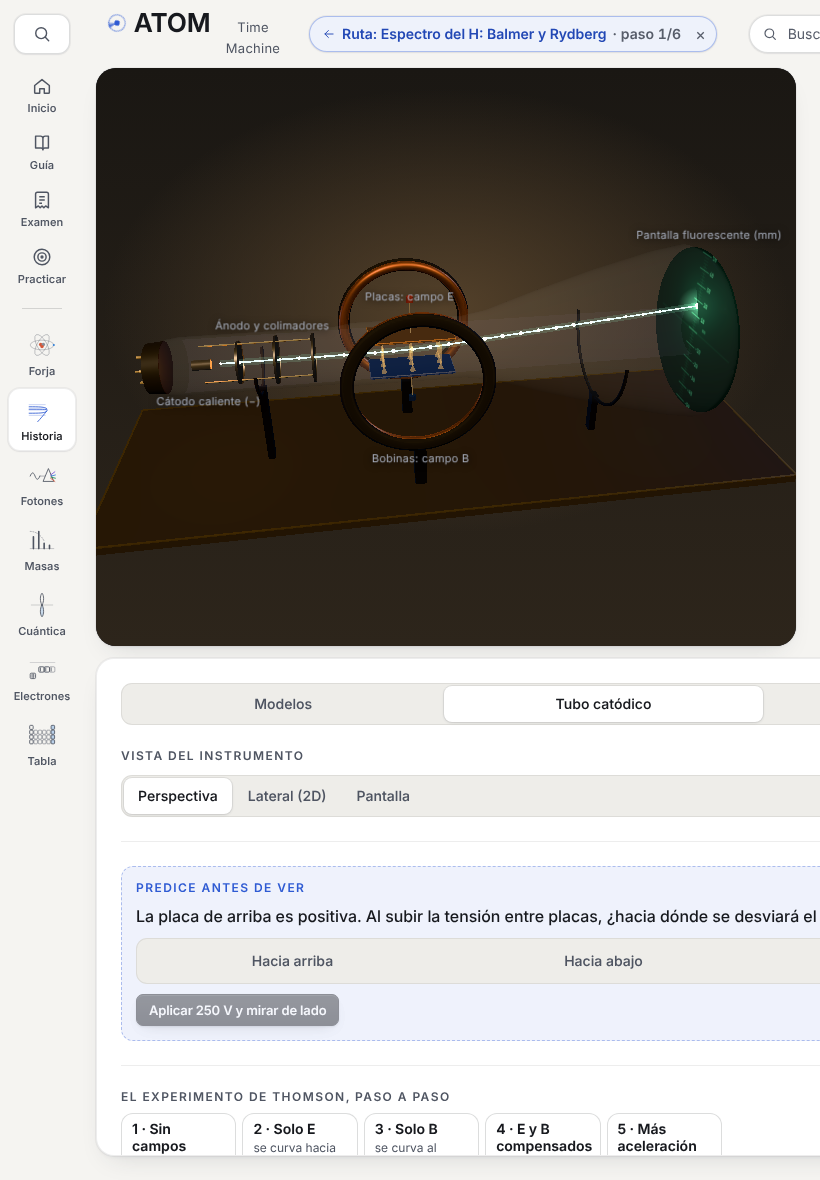 ATOM
Time
Machine
← Ruta: Espectro del H: Balmer y Rydberg · paso 1/6 ×
Busc
Inicio
Guía
Examen
Practicar
Forja
Historia
Fotones
Masas
Cuántica
Electrones
Tabla
Pantalla fluorescente (mm)
Placas: campo E
Ánodo y colimadores
Cátodo caliente (−)
Bobinas: campo B
Modelos
Tubo catódico
VISTA DEL INSTRUMENTO
Perspectiva
Lateral (2D)
Pantalla
PREDICE ANTES DE VER
La placa de arriba es positiva. Al subir la tensión entre placas, ¿hacia dónde se desviará el
Hacia arriba
Hacia abajo
Aplicar 250 V y mirar de lado
EL EXPERIMENTO DE THOMSON, PASO A PASO
1 · Sin
campos
2 · Solo E
se curva hacia
3 · Solo B
se curva al
4 · E y B
compensados
5 · Más
aceleración